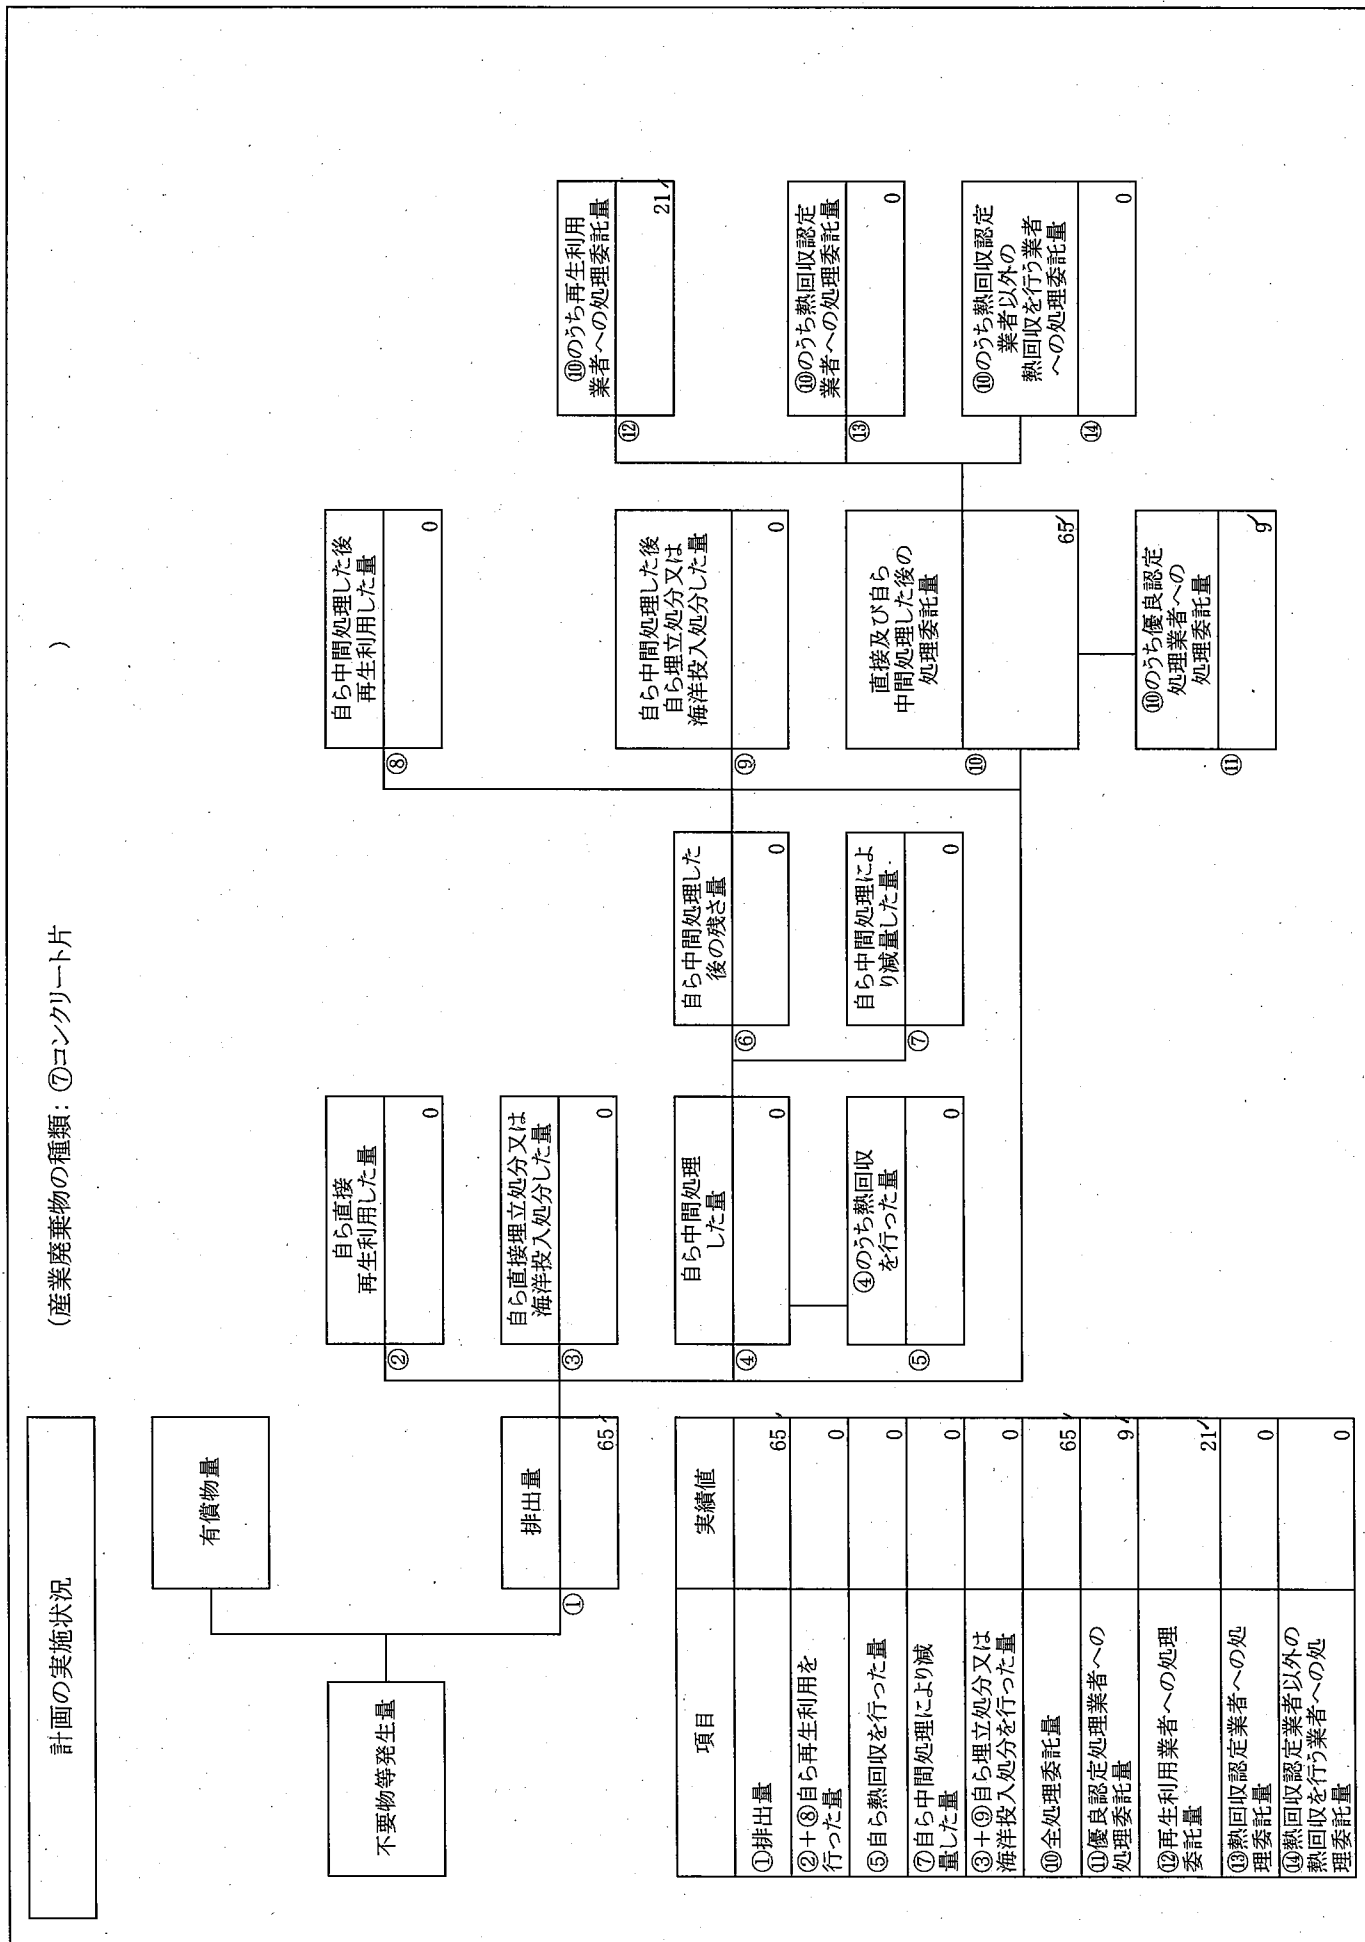 計画の実施状況
(産業廃棄物の種類：⑦コンクリート片
)
不要物等発生量
有償物量
①
排出量
65
②
自ら直接
再生利用した量
0
③
自ら直接埋立処分又は
海洋投入処分した量
0
④
自ら中間処理
した量
0
⑤
④のうち熱回収
を行った量
0
⑥
自ら中間処理した
後の残さ量
0
⑦
自ら中間処理によ
り減量した量
0
⑧
自ら中間処理した後
再生利用した量
0
⑨
自ら中間処理した後
自ら埋立処分又は
海洋投入処分した量
0
⑩
直接及び自ら
中間処理した後の
処理委託量
65
⑪
⑩のうち優良認定
処理業者への
処理委託量
9
⑫
⑩のうち再生利用
業者への処理委託量
21
⑬
⑩のうち熱回収認定
業者への処理委託量
0
⑭
⑩のうち熱回収認定
業者以外の
熱回収を行う業者
への処理委託量
0
項目
実績値
①排出量
65
②＋⑧自ら再生利用を
行った量
0
⑤自ら熱回収を行った量
0
⑦自ら中間処理により減
量した量
0
③＋⑨自ら埋立処分又は
海洋投入処分を行った量
0
⑩全処理委託量
65
⑪優良認定処理業者への
処理委託量
9
⑫再生利用業者への処理
委託量
21
⑬熱回収認定業者への処
理委託量
0
⑭熱回収認定業者以外の
熱回収を行う業者への処
理委託量
0